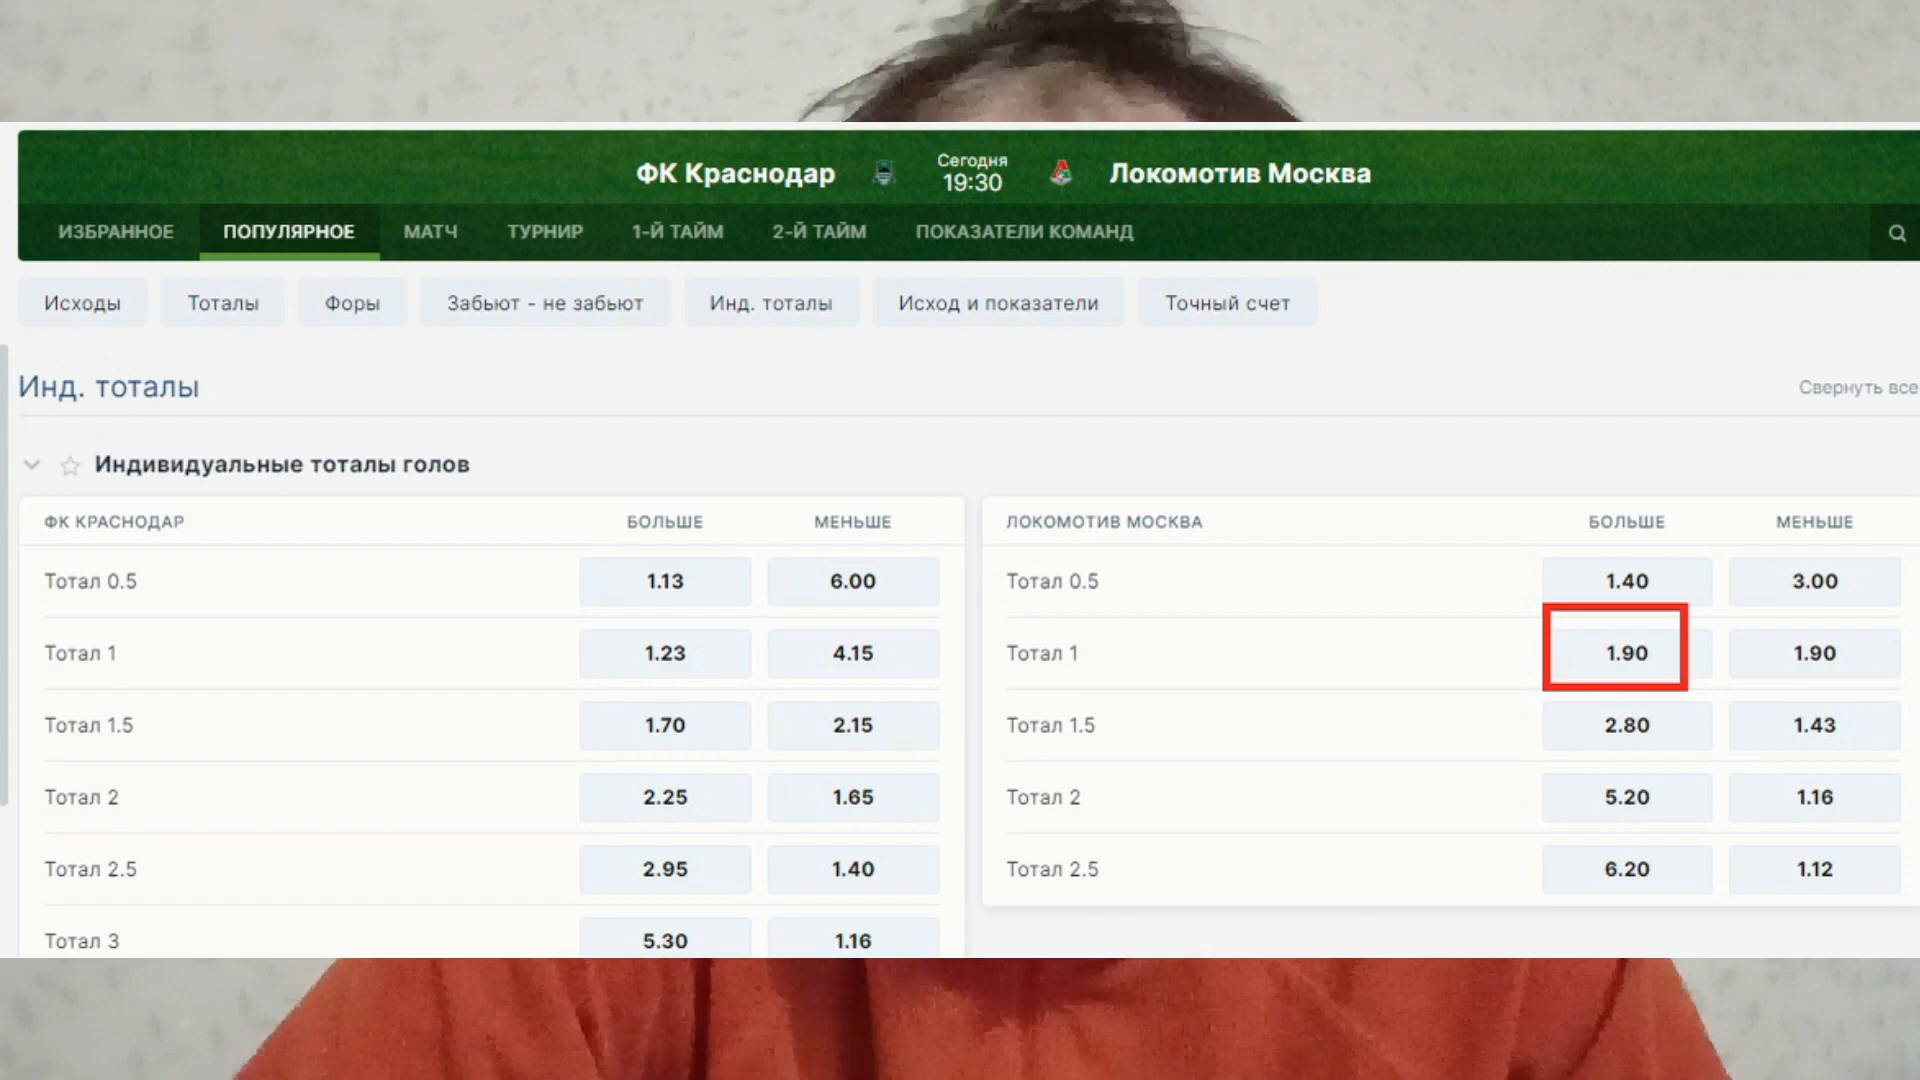 ФК Краснодар Сегодня 19:30 Локомотив Москва
ИЗБРАННОЕ ПОПУЛЯРНОЕ МАТЧ ТУРНИР 1-Й ТАЙМ 2-Й ТАЙМ ПОКАЗАТЕЛИ КОМАНД
Исходы Тоталы Форы Забьют - не забьют Инд. тоталы Исход и показатели Точный счет
Инд. тоталы Свернуть все
Индивидуальные тоталы голов
ФК КРАСНОДАР БОЛЬШЕ МЕНЬШЕ
Тотал 0.5 1.13 6.00
Тотал 1 1.23 4.15
Тотал 1.5 1.70 2.15
Тотал 2 2.25 1.65
Тотал 2.5 2.95 1.40
Тотал 3 5.30 1.16
ЛОКОМОТИВ МОСКВА БОЛЬШЕ МЕНЬШЕ
Тотал 0.5 1.40 3.00
Тотал 1 1.90 1.90
Тотал 1.5 2.80 1.43
Тотал 2 5.20 1.16
Тотал 2.5 6.20 1.12